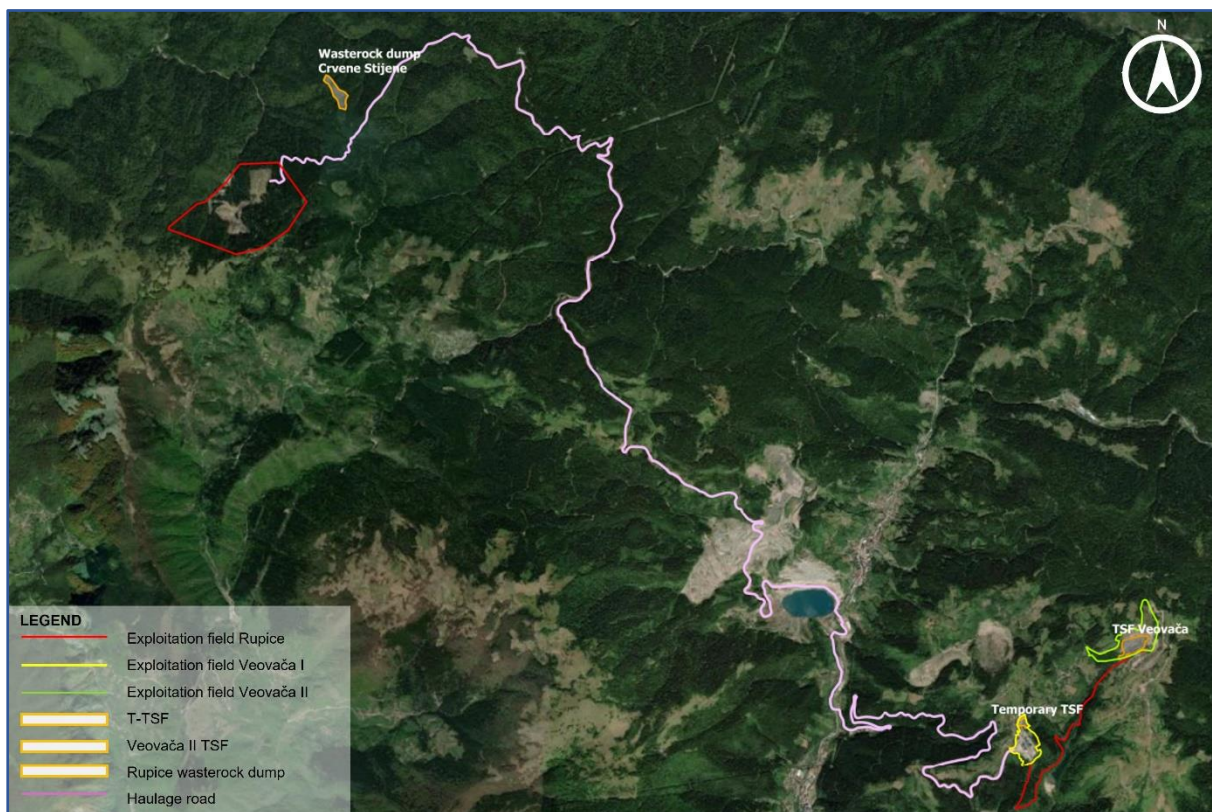 N
Wasterock dump
Crvene Stijene
TSF Veovača
Temporary TSF
LEGEND
Exploitation field Rupice
Exploitation field Veovača I
Exploitation field Veovača II
T-TSF
Veovača II TSF
Rupice wasterock dump
Haulage road